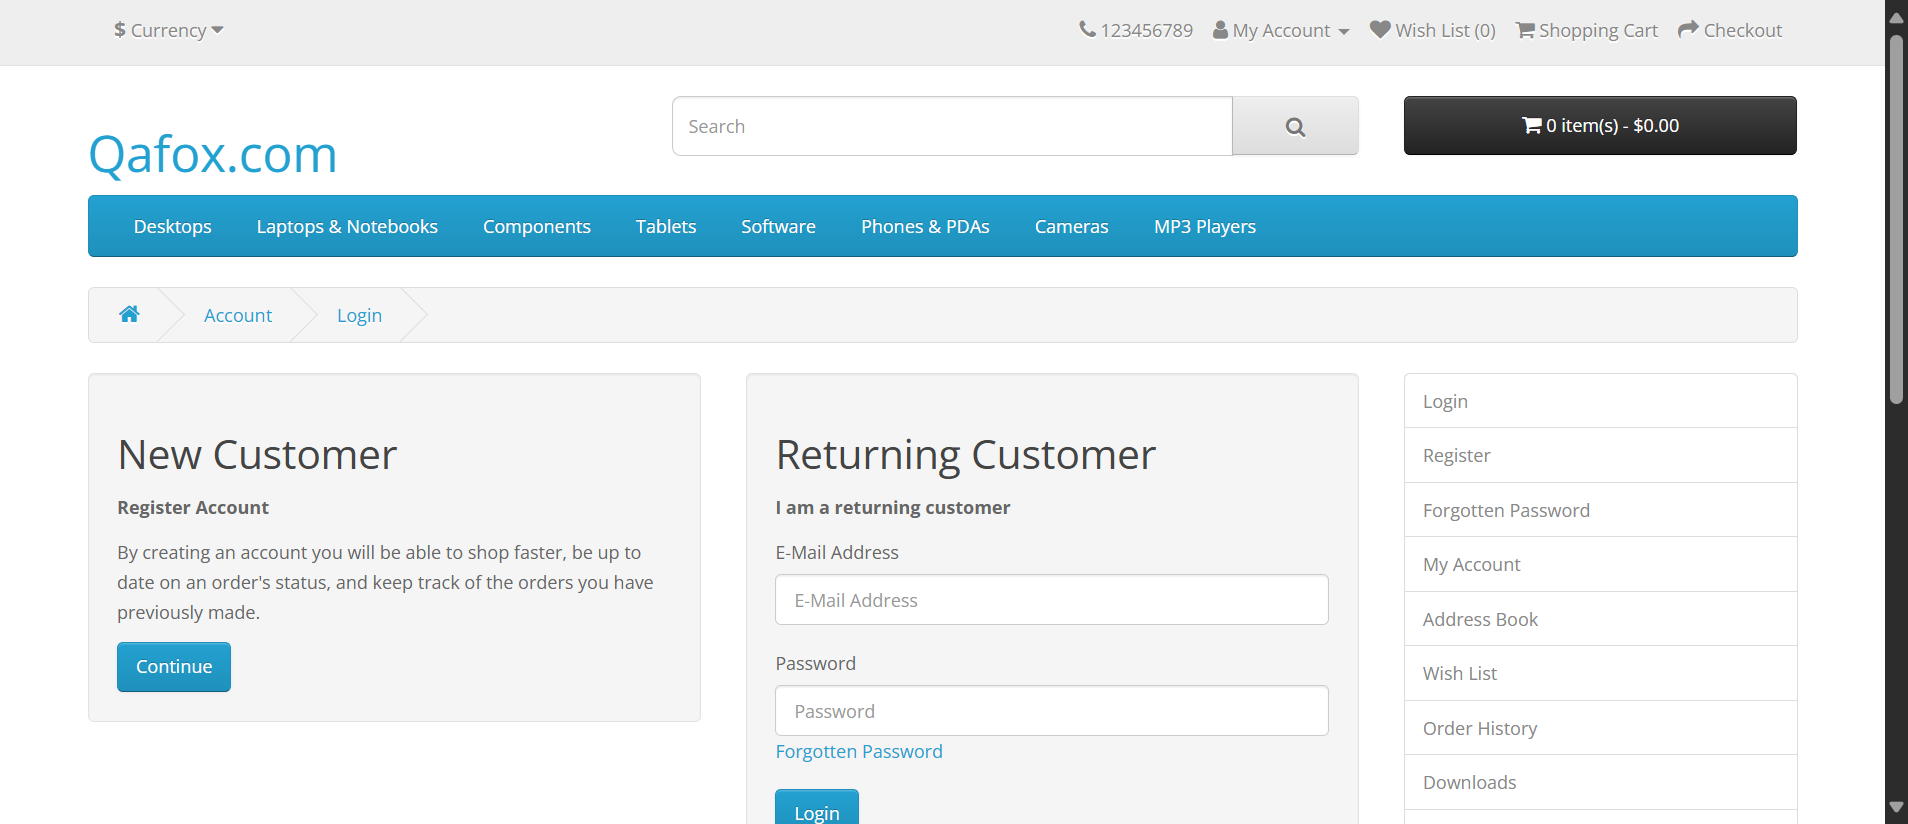 $ Currency
123456789 My Account Wish List (0) Shopping Cart Checkout
Qafox.com
Search
0 item(s) - $0.00
Desktops Laptops & Notebooks Components Tablets Software Phones & PDAs Cameras MP3 Players
Account Login
New Customer
Register Account
By creating an account you will be able to shop faster, be up to
date on an order's status, and keep track of the orders you have
previously made.
Continue
Returning Customer
I am a returning customer
E-Mail Address
E-Mail Address
Password
Password
Forgotten Password
Login
Login
Register
Forgotten Password
My Account
Address Book
Wish List
Order History
Downloads